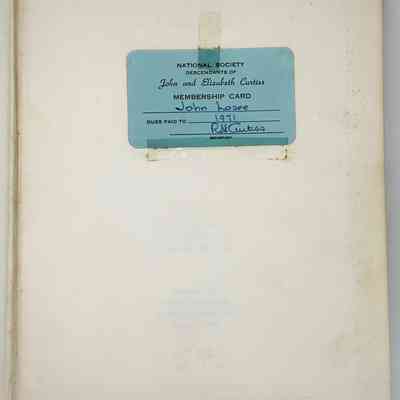 NATIONAL SOCIETY
DESCENDANTS OF
John and Elizabeth Curtiss
MEMBERSHIP CARD
John Losee
DUES PAID TO 1971
R H Curtiss